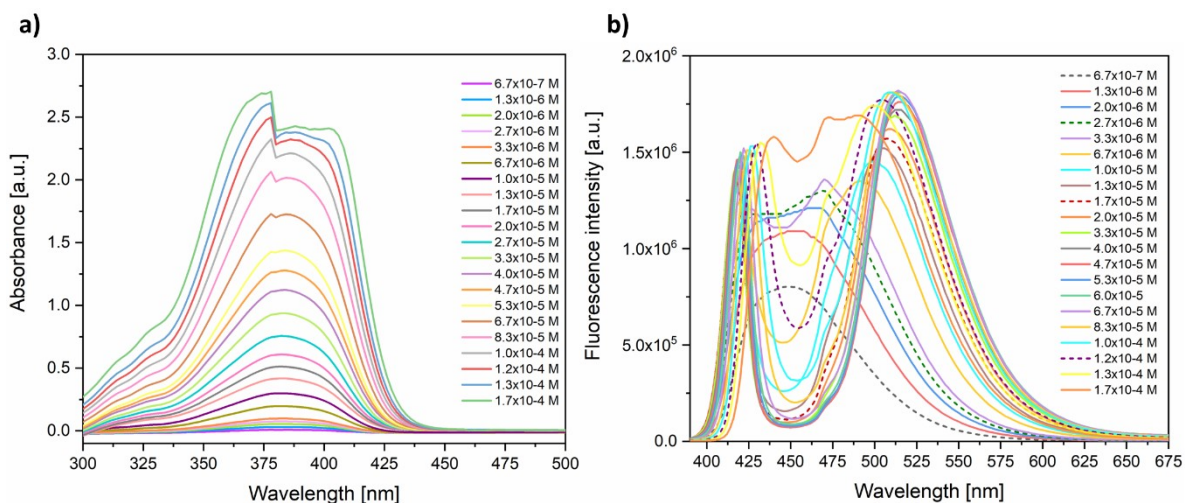 a)
3.0
2.5
2.0
1.5
1.0
0.5
0.0
Absorbance [a.u.]
300 325 350 375 400 425 450 475 500
Wavelength [nm]
6.7x10-7 M
1.3x10-6 M
2.0x10-6 M
2.7x10-6 M
3.3x10-6 M
6.7x10-6 M
1.0x10-5 M
1.3x10-5 M
1.7x10-5 M
2.0x10-5 M
2.7x10-5 M
3.3x10-5 M
4.0x10-5 M
4.7x10-5 M
5.3x10-5 M
6.7x10-5 M
8.3x10-5 M
1.0x10-4 M
1.2x10-4 M
1.3x10-4 M
1.7x10-4 M
b)
2.0x10⁶
1.5x10⁶
1.0x10⁶
5.0x10⁵
0.0
Fluorescence intensity [a.u.]
400 425 450 475 500 525 550 575 600 625 650 675
Wavelength [nm]
6.7x10-7 M
1.3x10-6 M
2.0x10-6 M
2.7x10-6 M
3.3x10-6 M
6.7x10-6 M
1.0x10-5 M
1.3x10-5 M
1.7x10-5 M
2.0x10-5 M
3.3x10-5 M
4.0x10-5 M
4.7x10-5 M
5.3x10-5 M
6.0x10-5
6.7x10-5 M
8.3x10-5 M
1.0x10-4 M
1.2x10-4 M
1.3x10-4 M
1.7x10-4 M